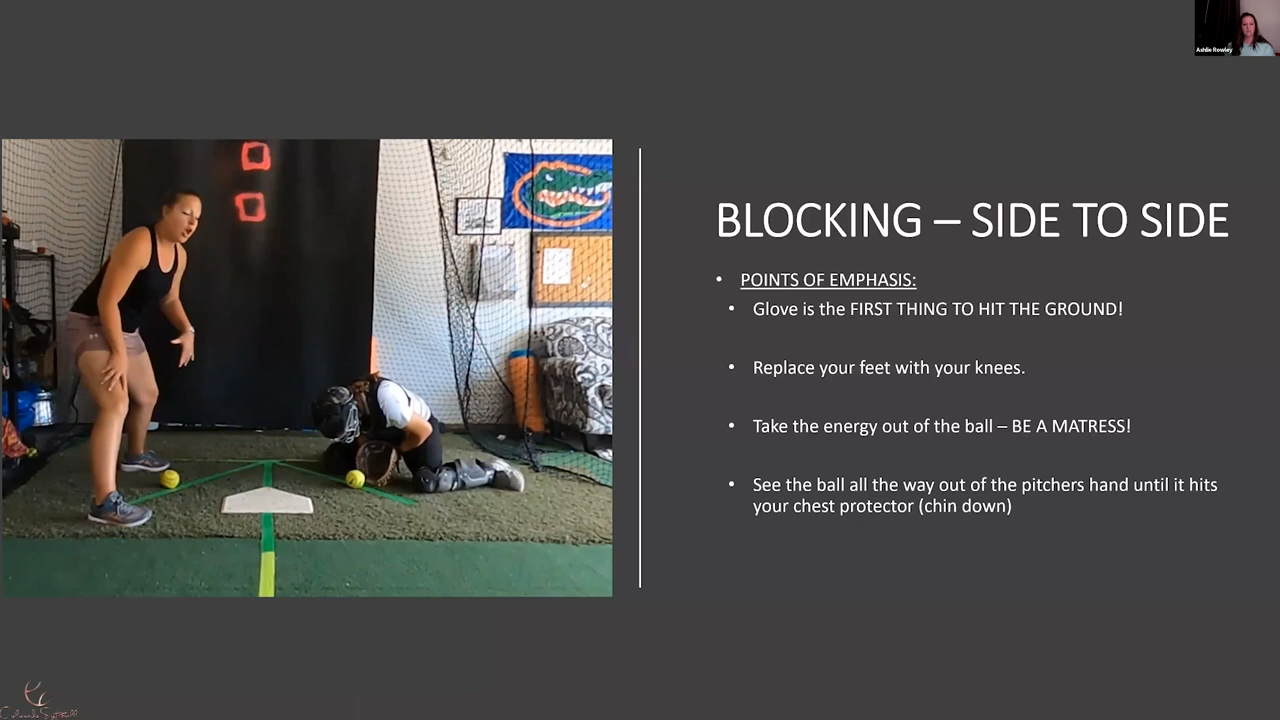 Ashlie Rowley
BLOCKING – SIDE TO SIDE
• POINTS OF EMPHASIS:
• Glove is the FIRST THING TO HIT THE GROUND!
• Replace your feet with your knees.
• Take the energy out of the ball – BE A MATRESS!
• See the ball all the way out of the pitchers hand until it hits
your chest protector (chin down)